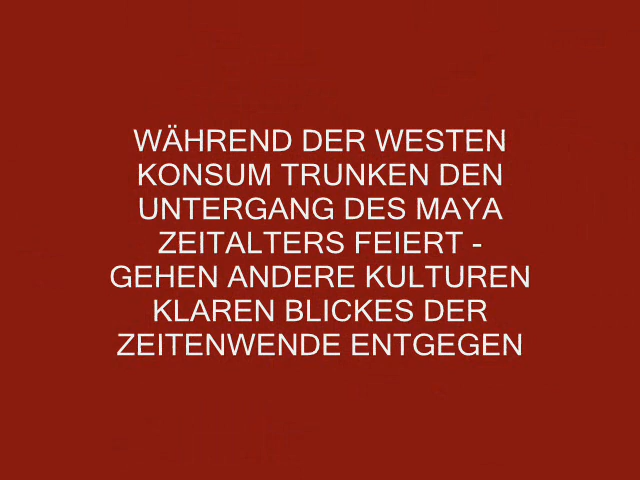 WÄHREND DER WESTEN
KONSUM TRUNKEN DEN
UNTERGANG DES MAYA
ZEITALTERS FEIERT -
GEHEN ANDERE KULTUREN
KLAREN BLICKES DER
ZEITENWENDE ENTGEGEN